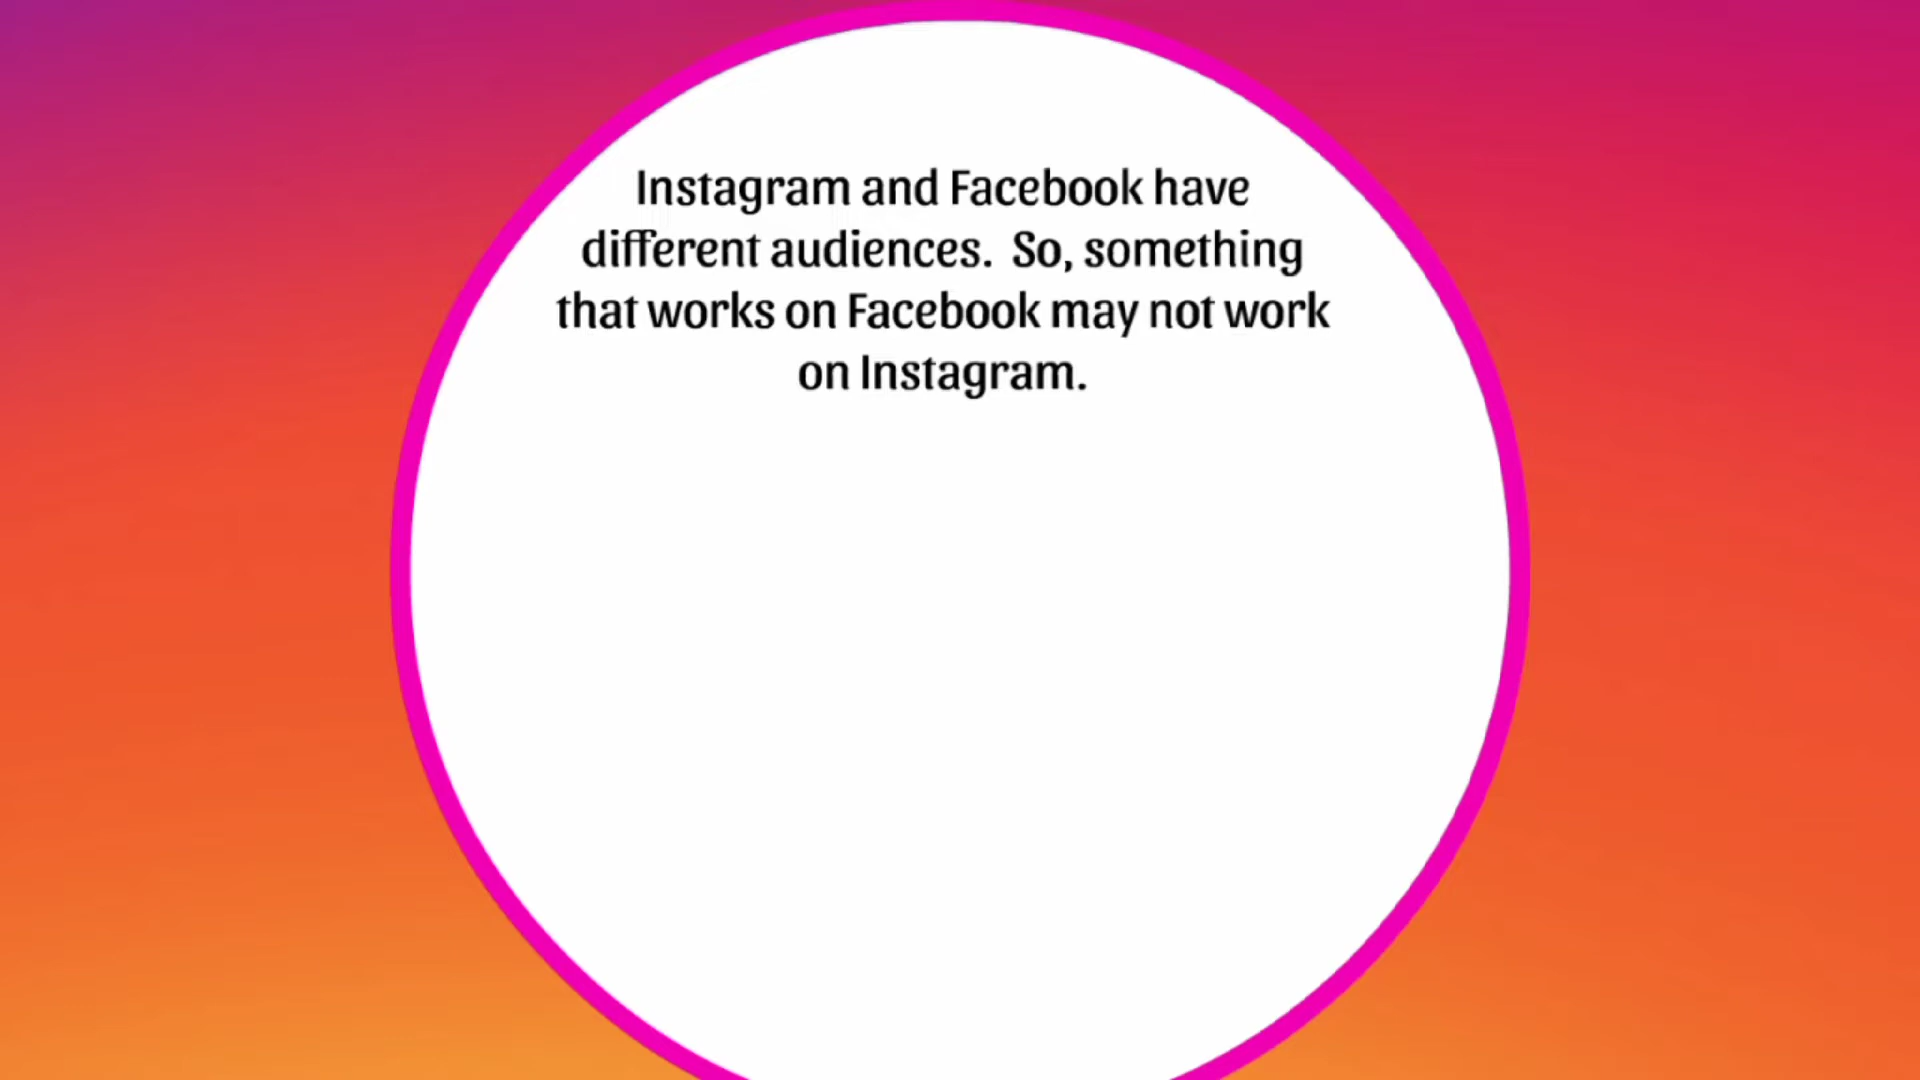 Instagram and Facebook have
different audiences.  So, something
that works on Facebook may not work
on Instagram.